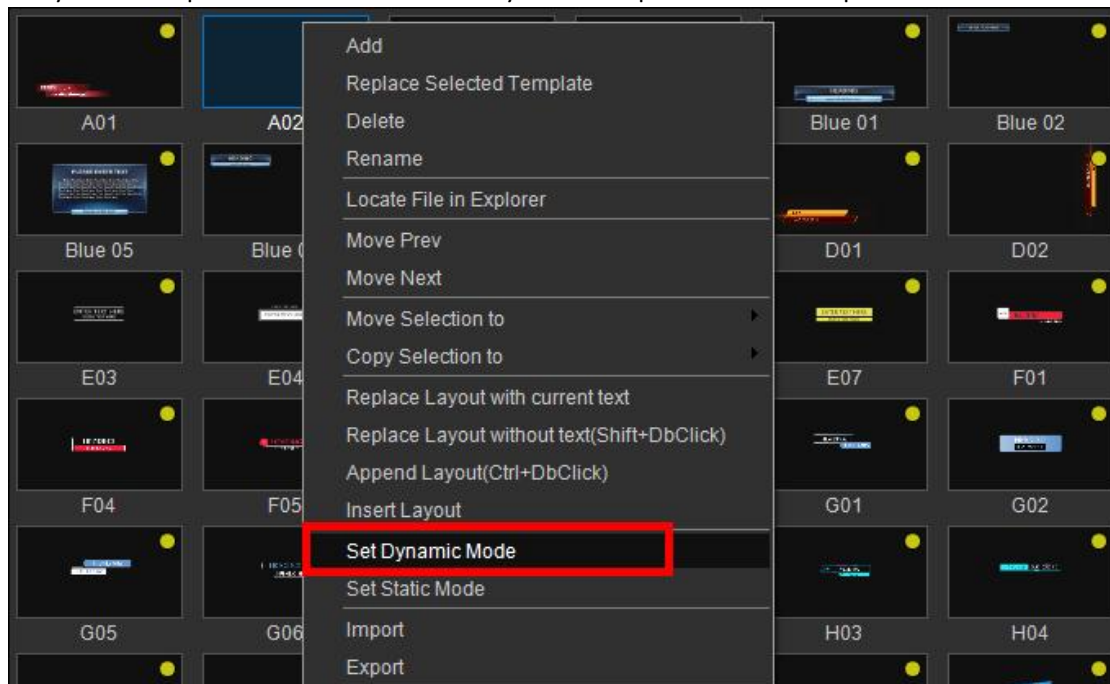 Add
Replace Selected Template
A01
A02
Delete
Blue 01
Blue 02
Rename
Locate File in Explorer
Blue 05
Blue
Move Prev
D01
D02
Move Next
Move Selection to
Copy Selection to
E03
E04
E07
F01
Replace Layout with current text
Replace Layout without text(Shift+DbClick)
Append Layout(Ctrl+DbClick)
F04
F05
Insert Layout
G01
G02
Set Dynamic Mode
Set Static Mode
G05
G06
Import
H03
H04
Export